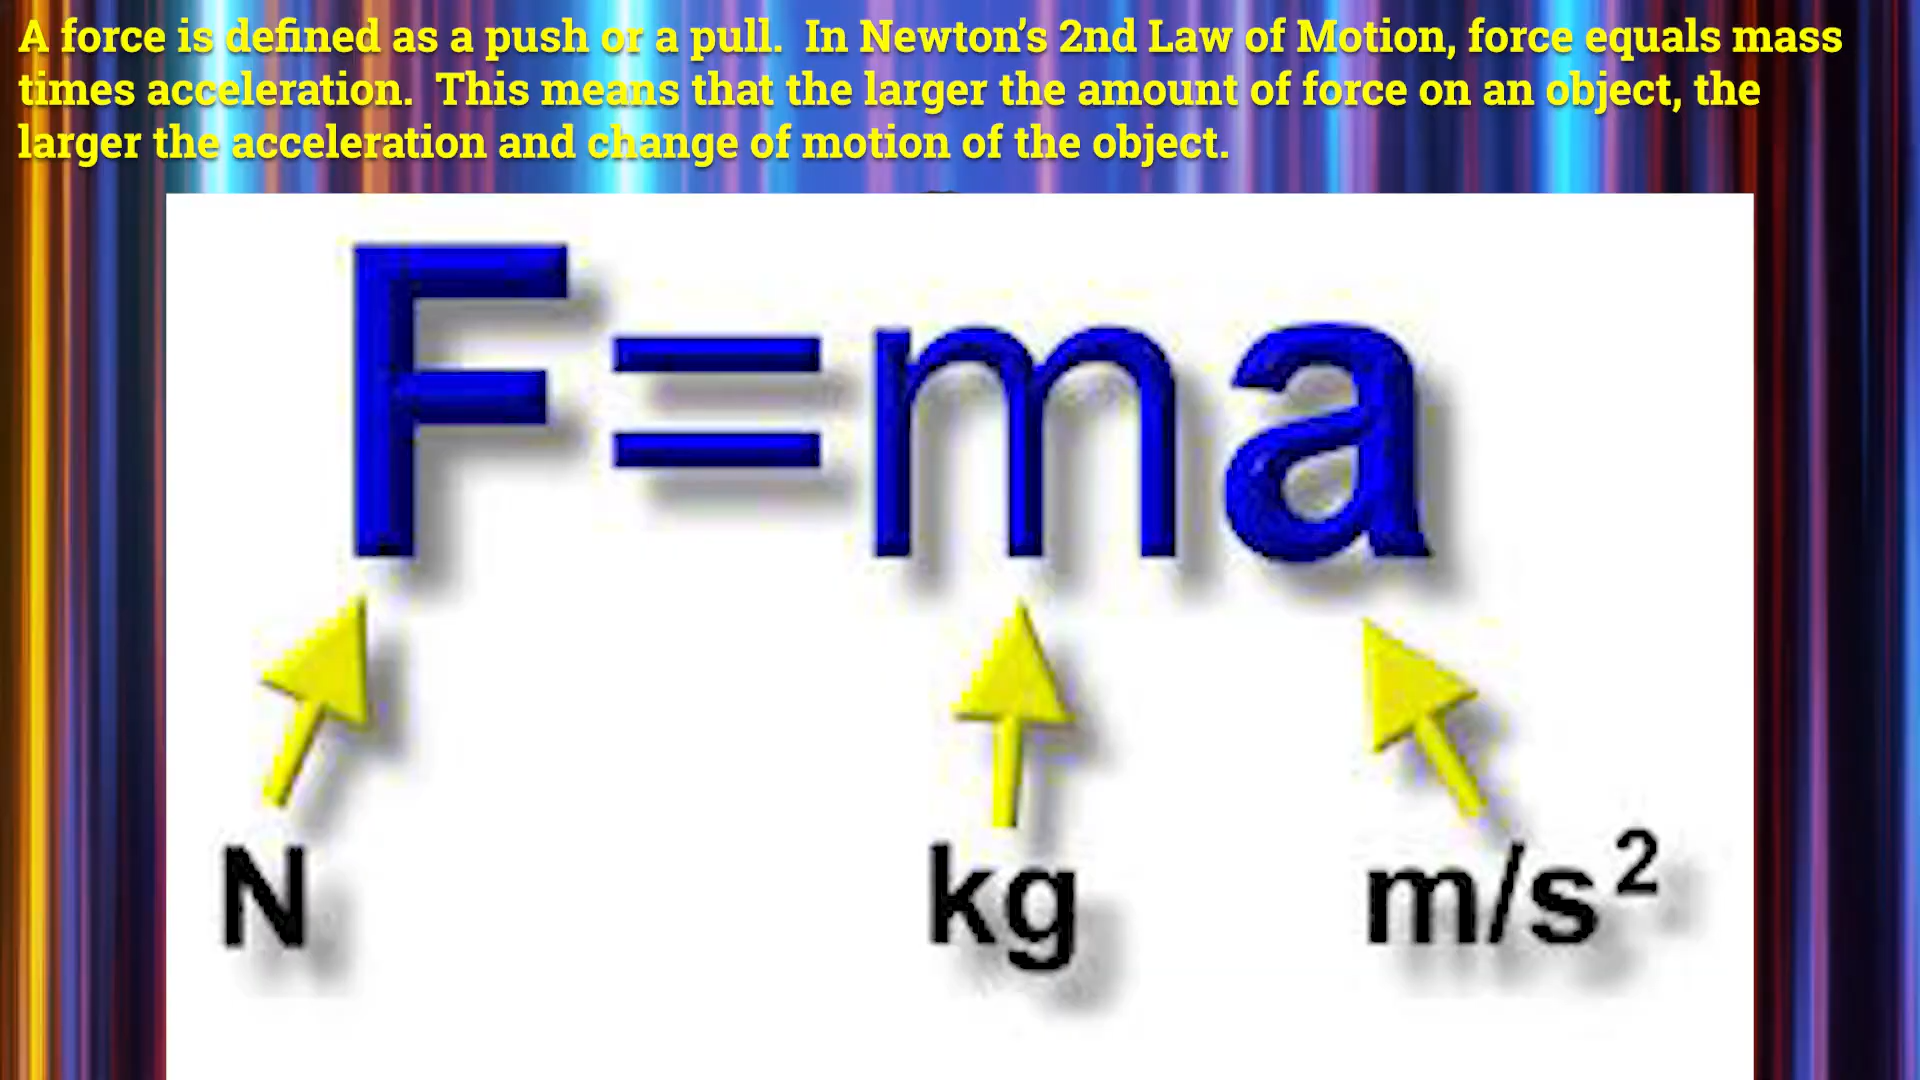 A force is defined as a push or a pull.  In Newton’s 2nd Law of Motion, force equals mass
times acceleration.  This means that the larger the amount of force on an object, the
larger the acceleration and change of motion of the object.
F=ma
N kg m/s²